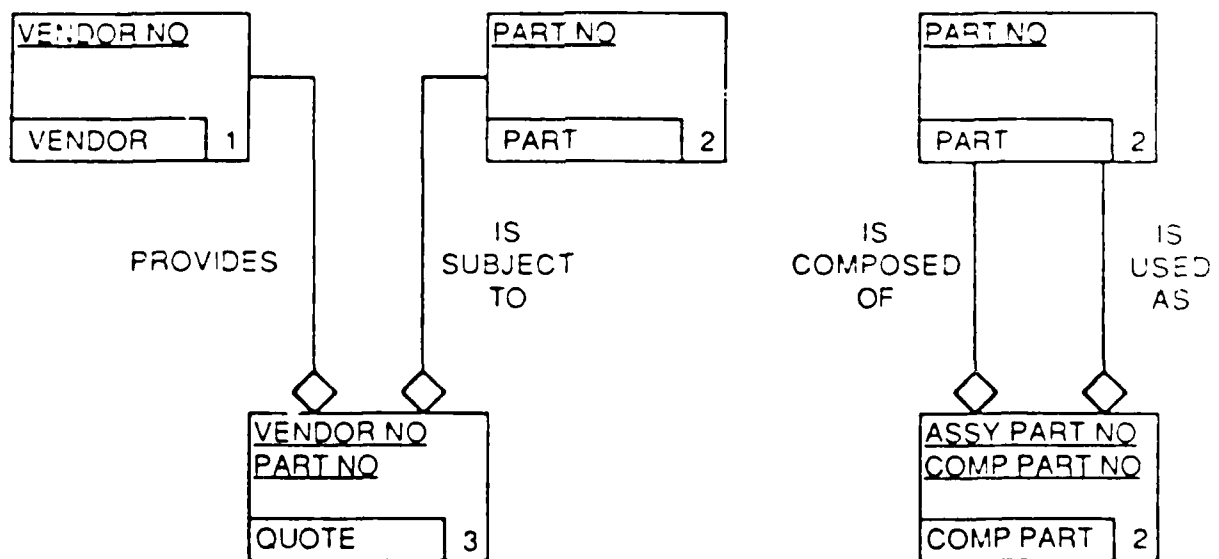 VENDOR NO
VENDOR 1
PART NO
PART 2
PART NO
PART 2
PROVIDES
IS
SUBJECT
TO
IS
COMPOSED
OF
IS
USED
AS
VENDOR NO
PART NO
QUOTE 3
ASSY PART NO
COMP PART NO
COMP PART 2